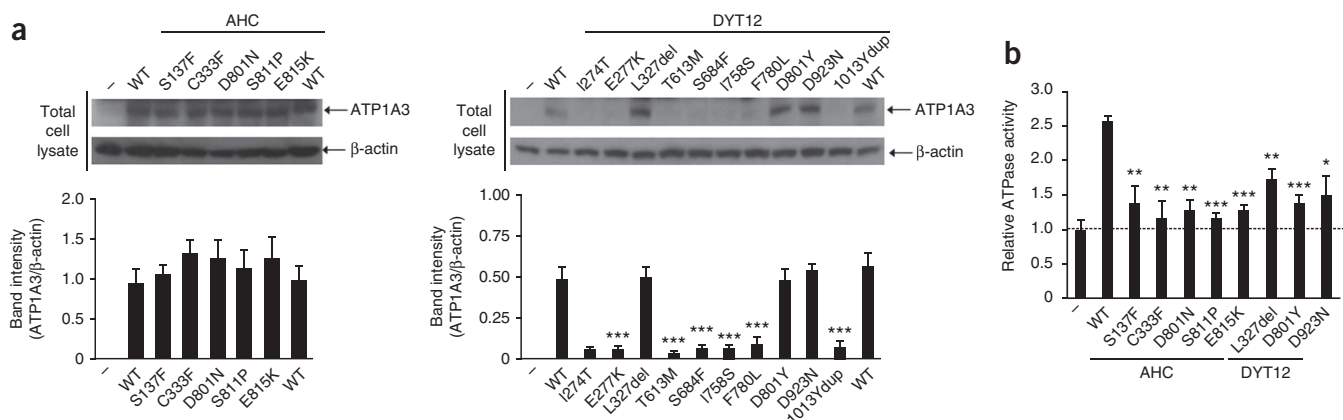 a
AHC
– WT S137F C333F D801N S811P E815K WT
Total cell lysate
ATP1A3
β-actin
Band intensity (ATP1A3/β-actin)
2.0
1.5
1.0
0.5
0
– WT S137F C333F D801N S811P E815K WT
DYT12
– WT I274T E277K L327del T613M S684F I758S F780L D801Y D923N 1013Ydup WT
Total cell lysate
ATP1A3
β-actin
Band intensity (ATP1A3/β-actin)
1.00
0.75
0.50
0.25
0
*** *** *** *** *** ***
– WT I274T E277K L327del T613M S684F I758S F780L D801Y D923N 1013Ydup WT
b
Relative ATPase activity
3.0
2.5
2.0
1.5
1.0
0.5
0
** ** ** *** *** ** *** *
– WT S137F C333F D801N S811P E815K L327del D801Y D923N
AHC DYT12